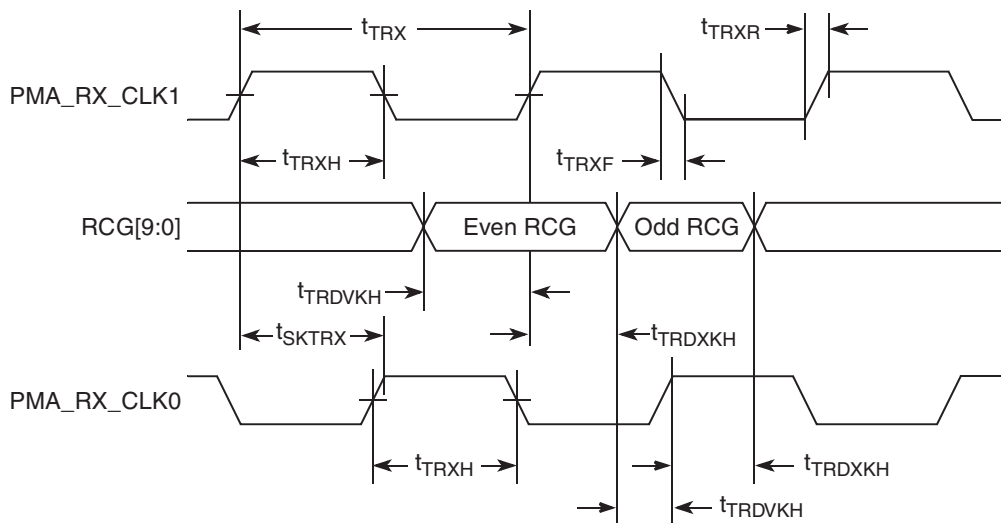 tTRX
tTRXR
PMA_RX_CLK1
tTRXH
tTRXF
RCG[9:0]
Even RCG
Odd RCG
tTRDVKH
tSKTRX
tTRDXKH
PMA_RX_CLK0
tTRXH
tTRDXKH
tTRDVKH